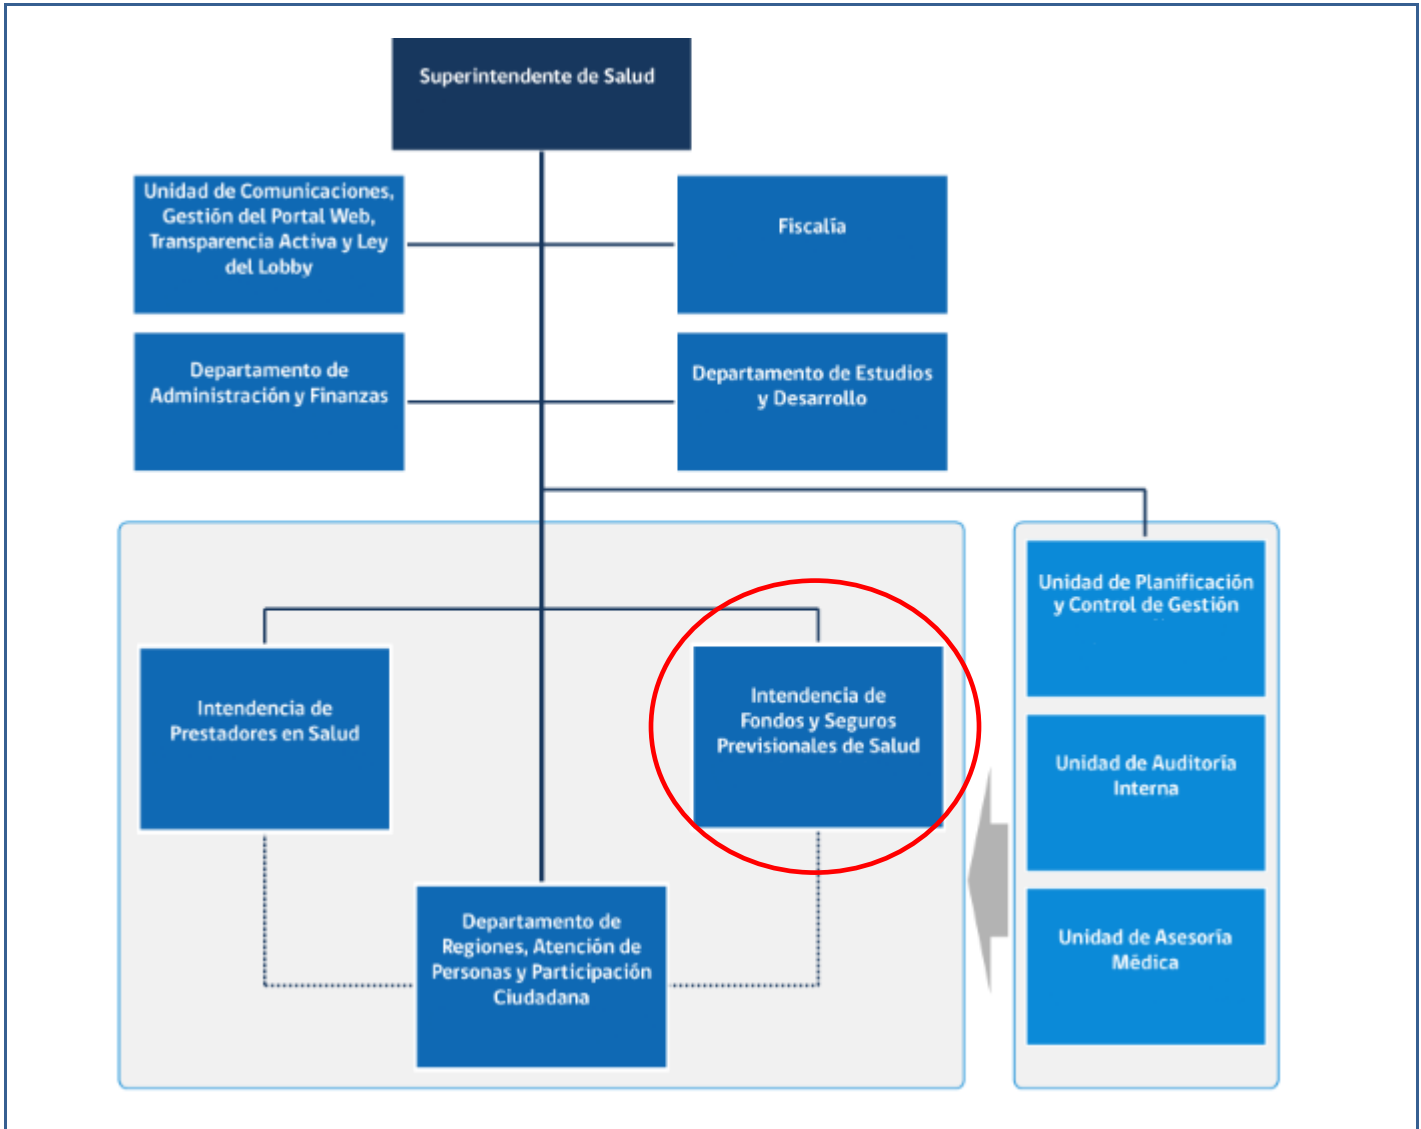 Superintendente de Salud
Unidad de Comunicaciones,
Gestión del Portal Web,
Transparencia Activa y Ley
del Lobby
Fiscalía
Departamento de
Administración y Finanzas
Departamento de Estudios
y Desarrollo
Unidad de Planificación
y Control de Gestión
Intendencia de
Prestadores en Salud
Intendencia de
Fondos y Seguros
Previsionales de Salud
Unidad de Auditoría
Interna
Departamento de
Regiones, Atención de
Personas y Participación
Ciudadana
Unidad de Asesoría
Médica